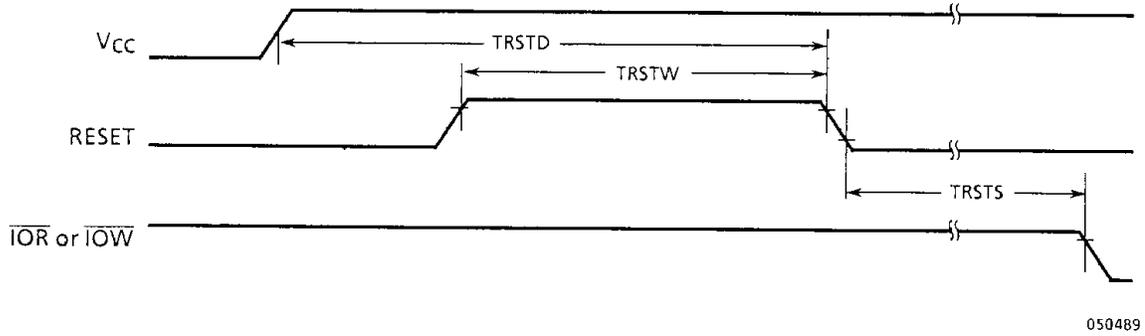 VCC
TRSTD
TRSTW
RESET
TRSTS
IOR or IOW
050489